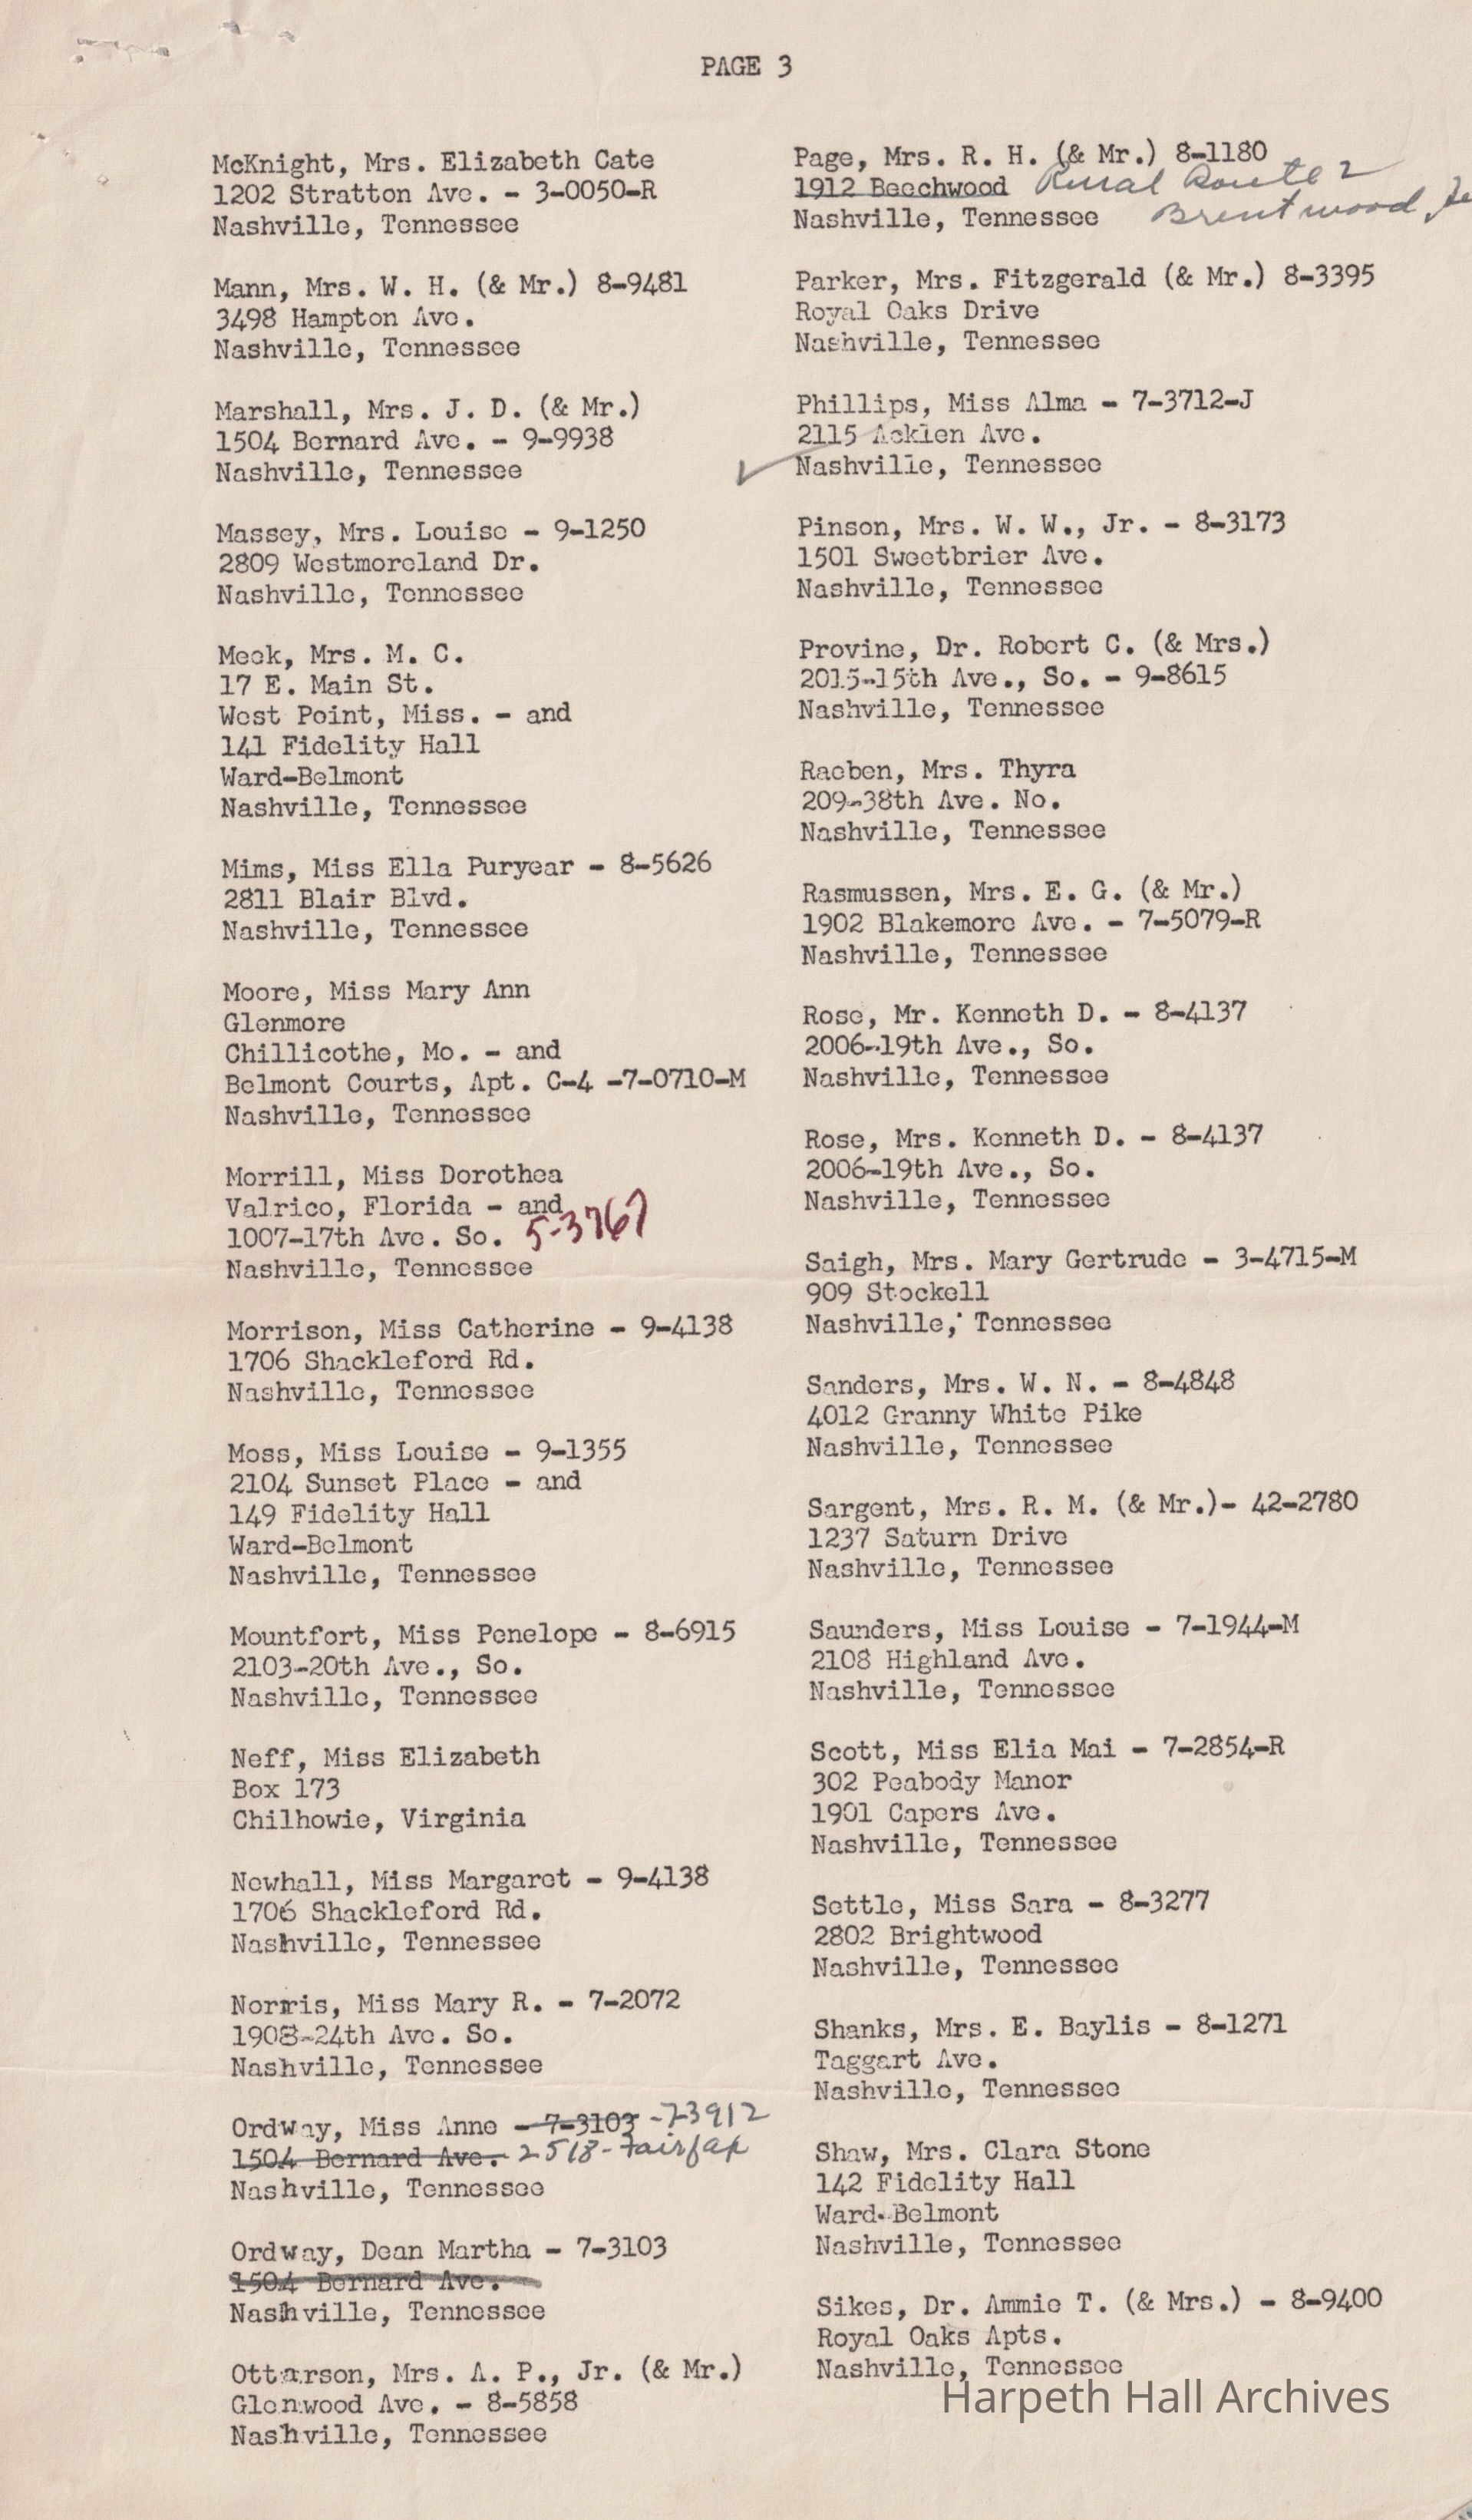 PAGE 3
McKnight, Mrs. Elizabeth Cate
1202 Stratton Ave. - 3-0050-R
Nashville, Tennessee
Mann, Mrs. W. H. (& Mr.) 8-9481
3498 Hampton Ave.
Nashville, Tennessee
Marshall, Mrs. J. D. (& Mr.)
1504 Bernard Ave. - 9-9938
Nashville, Tennessee
Massey, Mrs. Louise - 9-1250
2809 Westmoreland Dr.
Nashville, Tennessee
Meek, Mrs. M. C.
17 E. Main St.
West Point, Miss. - and
141 Fidelity Hall
Ward-Belmont
Nashville, Tennessee
Mims, Miss Ella Puryear - 8-5626
2811 Blair Blvd.
Nashville, Tennessee
Moore, Miss Mary Ann
Glenmore
Chillicothe, Mo. - and
Belmont Courts, Apt. C-4 -7-0710-M
Nashville, Tennessee
Morrill, Miss Dorothea
Valrico, Florida - and
1007-17th Ave. So. 5-3767
Nashville, Tennessee
Morrison, Miss Catherine - 9-4138
1706 Shackleford Rd.
Nashville, Tennessee
Moss, Miss Louise - 9-1355
2104 Sunset Place - and
149 Fidelity Hall
Ward-Belmont
Nashville, Tennessee
Mountfort, Miss Penelope - 8-6915
2103-20th Ave., So.
Nashville, Tennessee
Neff, Miss Elizabeth
Box 173
Chilhowie, Virginia
Newhall, Miss Margaret - 9-4138
1706 Shackleford Rd.
Nashville, Tennessee
Norris, Miss Mary R. - 7-2072
1908-24th Ave. So.
Nashville, Tennessee
Ordway, Miss Anne - 7-3103 -7-3912
1504 Bernard Ave. 2518-Fairfax
Nashville, Tennessee
Ordway, Dean Martha - 7-3103
1504 Bernard Ave.
Nashville, Tennessee
Ottarson, Mrs. A. P., Jr. (& Mr.)
Glenwood Ave. - 8-5858
Nashville, Tennessee
Page, Mrs. R. H. (& Mr.) 8-1180
1912 Beechwood Rural Route 2
Nashville, Tennessee Brentwood, Te
Parker, Mrs. Fitzgerald (& Mr.) 8-3395
Royal Oaks Drive
Nashville, Tennessee
Phillips, Miss Alma - 7-3712-J
2115 Acklen Ave.
Nashville, Tennessee
Pinson, Mrs. W. W., Jr. - 8-3173
1501 Sweetbrier Ave.
Nashville, Tennessee
Provine, Dr. Robert C. (& Mrs.)
2015-15th Ave., So. - 9-8615
Nashville, Tennessee
Raeben, Mrs. Thyra
209-38th Ave. No.
Nashville, Tennessee
Rasmussen, Mrs. E. G. (& Mr.)
1902 Blakemore Ave. - 7-5079-R
Nashville, Tennessee
Rose, Mr. Kenneth D. - 8-4137
2006-19th Ave., So.
Nashville, Tennessee
Rose, Mrs. Kenneth D. - 8-4137
2006-19th Ave., So.
Nashville, Tennessee
Saigh, Mrs. Mary Gertrude - 3-4715-M
909 Stockell
Nashville, Tennessee
Sanders, Mrs. W. N. - 8-4848
4012 Granny White Pike
Nashville, Tennessee
Sargent, Mrs. R. M. (& Mr.)- 42-2780
1237 Saturn Drive
Nashville, Tennessee
Saunders, Miss Louise - 7-1944-M
2108 Highland Ave.
Nashville, Tennessee
Scott, Miss Elia Mai - 7-2854-R
302 Peabody Manor
1901 Capers Ave.
Nashville, Tennessee
Settle, Miss Sara - 8-3277
2802 Brightwood
Nashville, Tennessee
Shanks, Mrs. E. Baylis - 8-1271
Taggart Ave.
Nashville, Tennessee
Shaw, Mrs. Clara Stone
142 Fidelity Hall
Ward-Belmont
Nashville, Tennessee
Sikes, Dr. Ammie T. (& Mrs.) - 8-9400
Royal Oaks Apts.
Nashville, Tennessee
Harpeth Hall Archives